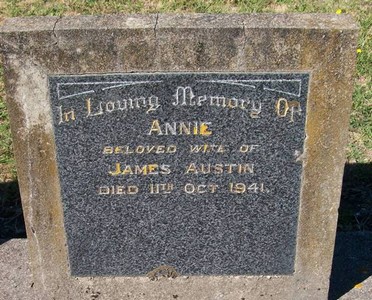 In Loving Memory Of
ANNIE
BELOVED WIFE OF
JAMES AUSTIN
DIED 11TH OCT 1941.